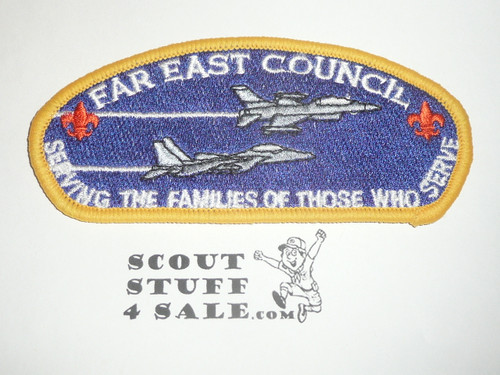 FAR EAST COUNCIL
SERVING THE FAMILIES OF THOSE WHO SERVE
SCOUT
STUFF
4 SALE.com